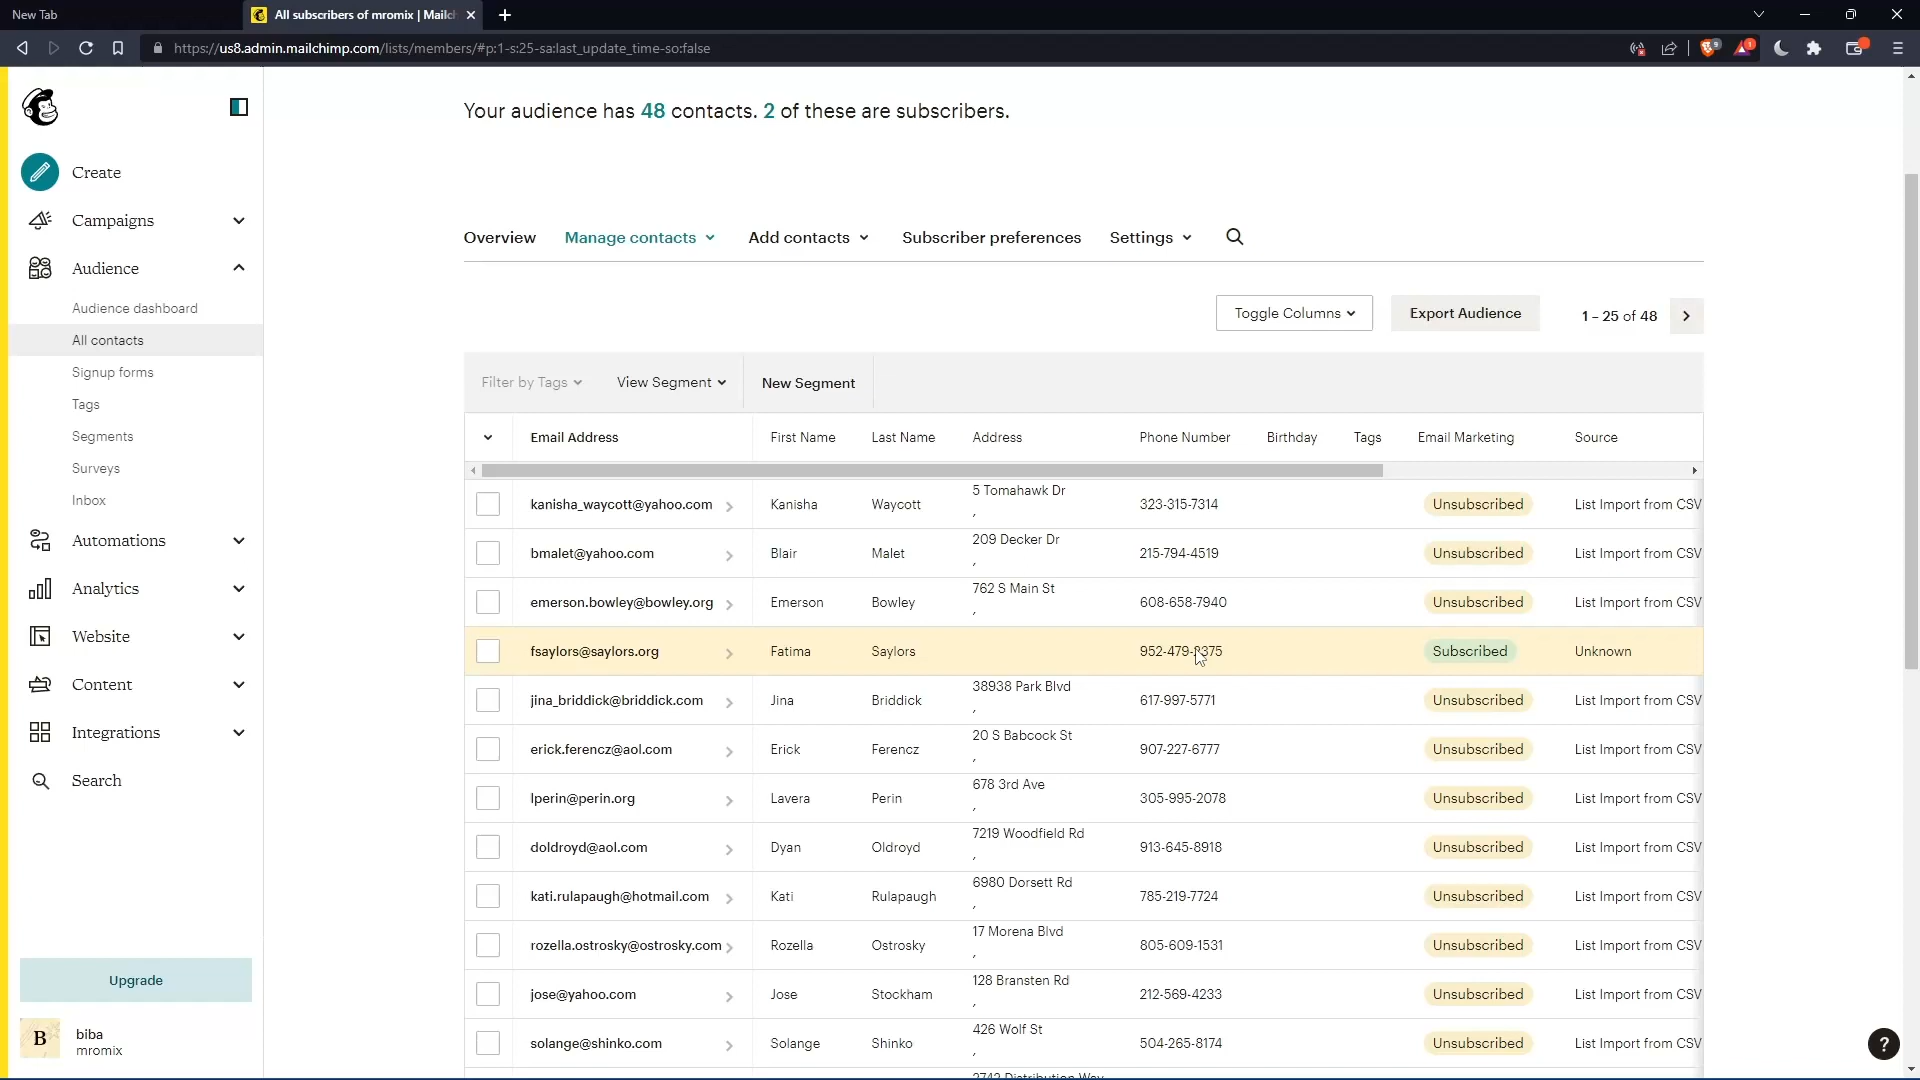 New Tab
All subscribers of mromix | Mailch
https://us8.admin.mailchimp.com/lists/members/#p:1-s:25-sa:last_update_time-so:false
9
1
Your audience has 48 contacts. 2 of these are subscribers.
Create
Campaigns
Audience
Audience dashboard
All contacts
Signup forms
Tags
Segments
Surveys
Inbox
Automations
Analytics
Website
Content
Integrations
Search
Upgrade
B
biba
mromix
Overview Manage contacts Add contacts Subscriber preferences Settings
Toggle Columns Export Audience 1 – 25 of 48
Filter by Tags View Segment New Segment
Email Address First Name Last Name Address Phone Number Birthday Tags Email Marketing Source
kanisha_waycott@yahoo.com Kanisha Waycott 5 Tomahawk Dr , 323-315-7314 Unsubscribed List Import from CSV
bmalet@yahoo.com Blair Malet 209 Decker Dr , 215-794-4519 Unsubscribed List Import from CSV
emerson.bowley@bowley.org Emerson Bowley 762 S Main St , 608-658-7940 Unsubscribed List Import from CSV
fsaylors@saylors.org Fatima Saylors Subscribed Unknown
jina_briddick@briddick.com Jina Briddick 38938 Park Blvd , 617-997-5771 Unsubscribed List Import from CSV
erick.ferencz@aol.com Erick Ferencz 20 S Babcock St , 907-227-6777 Unsubscribed List Import from CSV
lperin@perin.org Lavera Perin 678 3rd Ave , 305-995-2078 Unsubscribed List Import from CSV
doldroyd@aol.com Dyan Oldroyd 7219 Woodfield Rd , 913-645-8918 Unsubscribed List Import from CSV
kati.rulapaugh@hotmail.com Kati Rulapaugh 6980 Dorsett Rd , 785-219-7724 Unsubscribed List Import from CSV
rozella.ostrosky@ostrosky.com Rozella Ostrosky 17 Morena Blvd , 805-609-1531 Unsubscribed List Import from CSV
jose@yahoo.com Jose Stockham 128 Bransten Rd , 212-569-4233 Unsubscribed List Import from CSV
solange@shinko.com Solange Shinko 426 Wolf St , 504-265-8174 Unsubscribed List Import from CSV
?